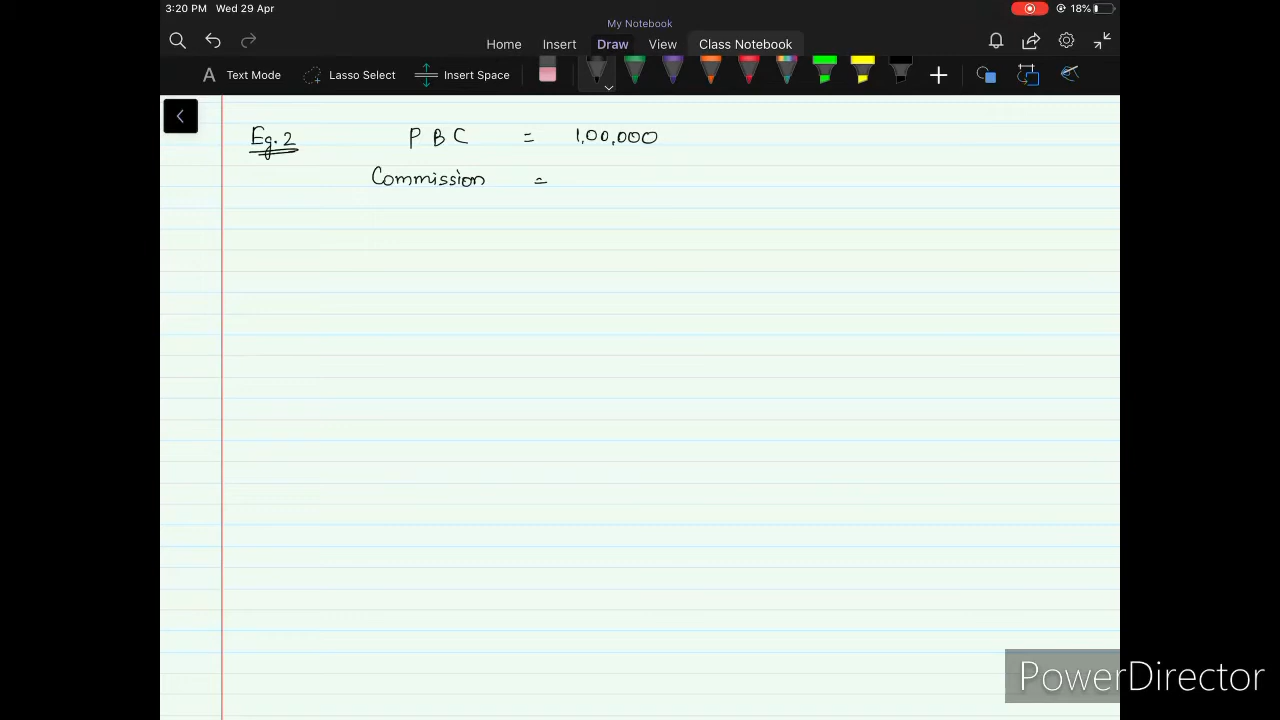 3:20 PM Wed 29 Apr
18%
My Notebook
Home Insert Draw View Class Notebook
A Text Mode Lasso Select Insert Space
Eg. 2 P B C = 1,00,000
Commission =
PowerDirector